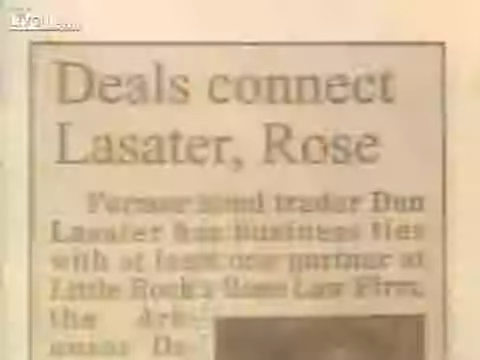 Deals connect
Lasater, Rose
Former bond trader Dan
Lasater has business ties
with at least one partner at
Little Rock's Rose Law Firm,
the